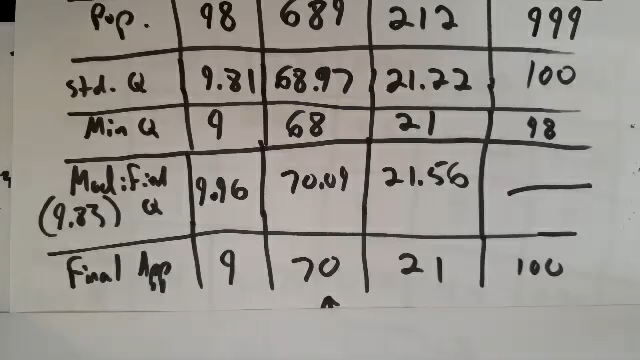 Pop. 98 689 212 999
std. Q 9.81 68.97 21.22 100
Min Q 9 68 21 98
Modified (9.83) Q 9.96 70.09 21.56 —
Final App 9 70 21 100